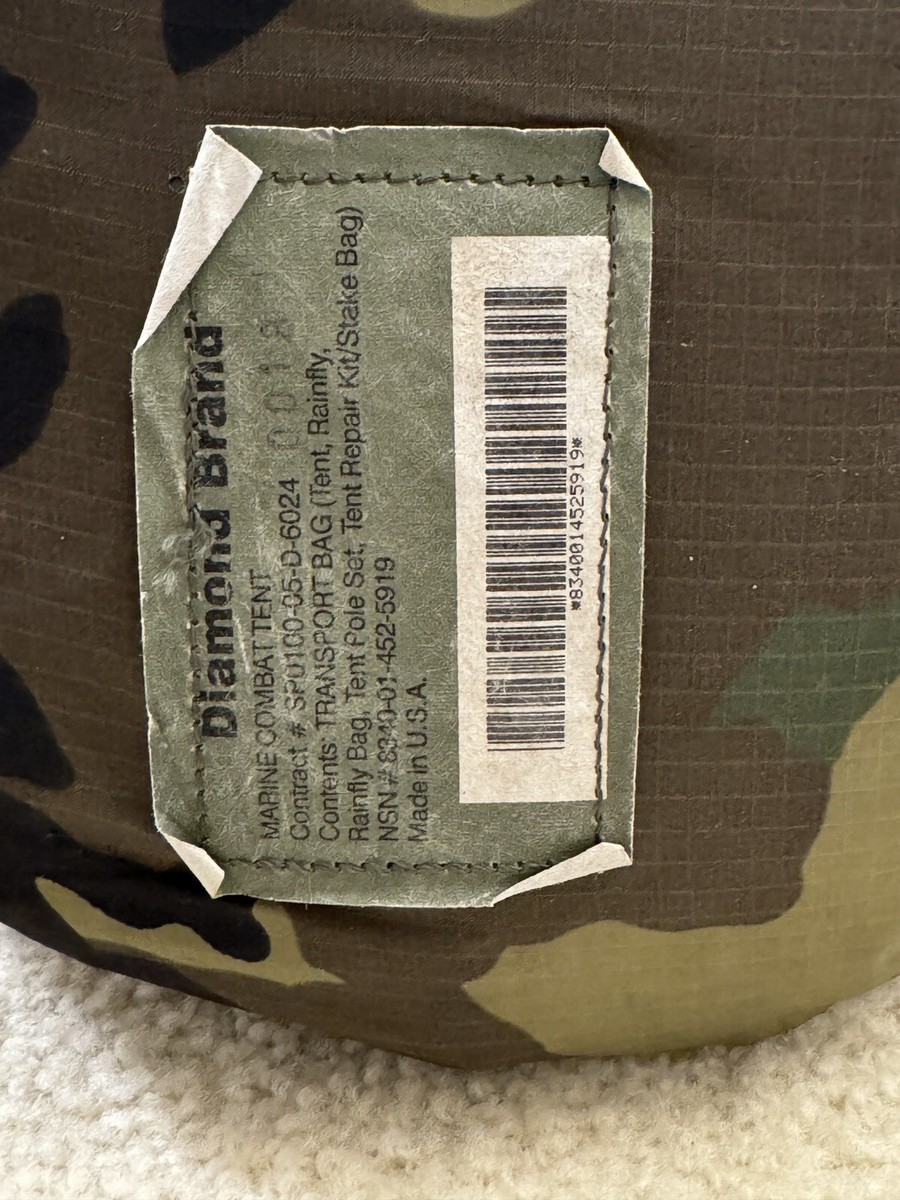 Diamond Brand
MARINE COMBAT TENT
Contract # SPO100-05-D-6024
Contents: TRANSPORT BAG (Tent, Rainfly,
Rainfly Bag, Tent Pole Set, Tent Repair Kit/Stake Bag)
NSN # 8340-01-452-5919
Made in U.S.A.
*8340014525919*